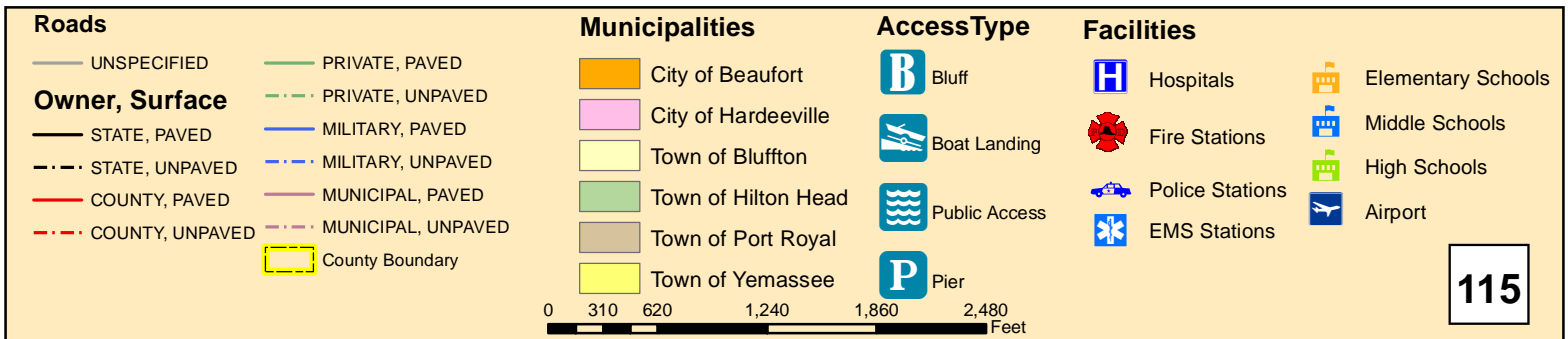 Roads
UNSPECIFIED
Owner, Surface
STATE, PAVED
STATE, UNPAVED
COUNTY, PAVED
COUNTY, UNPAVED
PRIVATE, PAVED
PRIVATE, UNPAVED
MILITARY, PAVED
MILITARY, UNPAVED
MUNICIPAL, PAVED
MUNICIPAL, UNPAVED
County Boundary
Municipalities
City of Beaufort
City of Hardeeville
Town of Bluffton
Town of Hilton Head
Town of Port Royal
Town of Yemassee
AccessType
B Bluff
Boat Landing
Public Access
P Pier
Facilities
H Hospitals
Fire Stations
Police Stations
EMS Stations
Elementary Schools
Middle Schools
High Schools
Airport
0 310 620 1,240 1,860 2,480
Feet
115